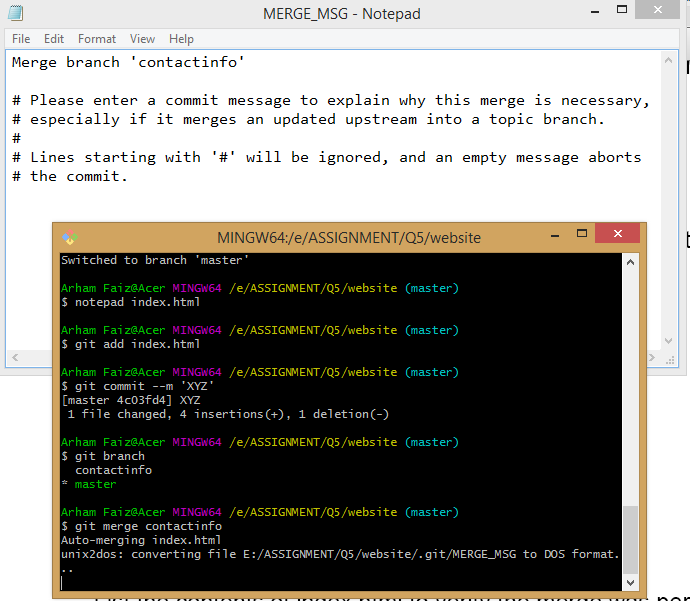 MERGE_MSG - Notepad
File Edit Format View Help
Merge branch 'contactinfo'
# Please enter a commit message to explain why this merge is necessary,
# especially if it merges an updated upstream into a topic branch.
#
# Lines starting with '#' will be ignored, and an empty message aborts
# the commit.
MINGW64:/e/ASSIGNMENT/Q5/website
Switched to branch 'master'
Arham Faiz@Acer MINGW64 /e/ASSIGNMENT/Q5/website (master)
$ notepad index.html
Arham Faiz@Acer MINGW64 /e/ASSIGNMENT/Q5/website (master)
$ git add index.html
Arham Faiz@Acer MINGW64 /e/ASSIGNMENT/Q5/website (master)
$ git commit --m 'XYZ'
[master 4c03fd4] XYZ
1 file changed, 4 insertions(+), 1 deletion(-)
Arham Faiz@Acer MINGW64 /e/ASSIGNMENT/Q5/website (master)
$ git branch
contactinfo
* master
Arham Faiz@Acer MINGW64 /e/ASSIGNMENT/Q5/website (master)
$ git merge contactinfo
Auto-merging index.html
unix2dos: converting file E:/ASSIGNMENT/Q5/website/.git/MERGE_MSG to DOS format.
..